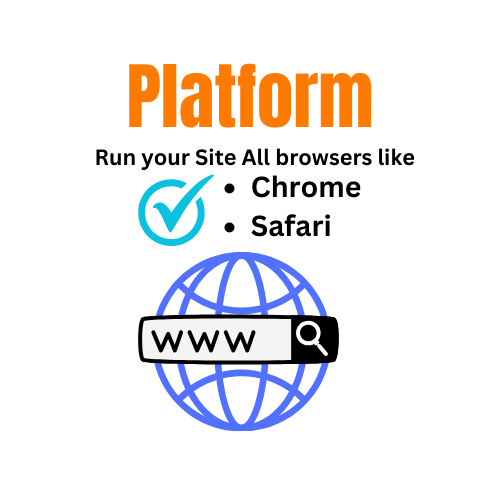 Platform
Run your Site All browsers like
• Chrome
• Safari
WWW